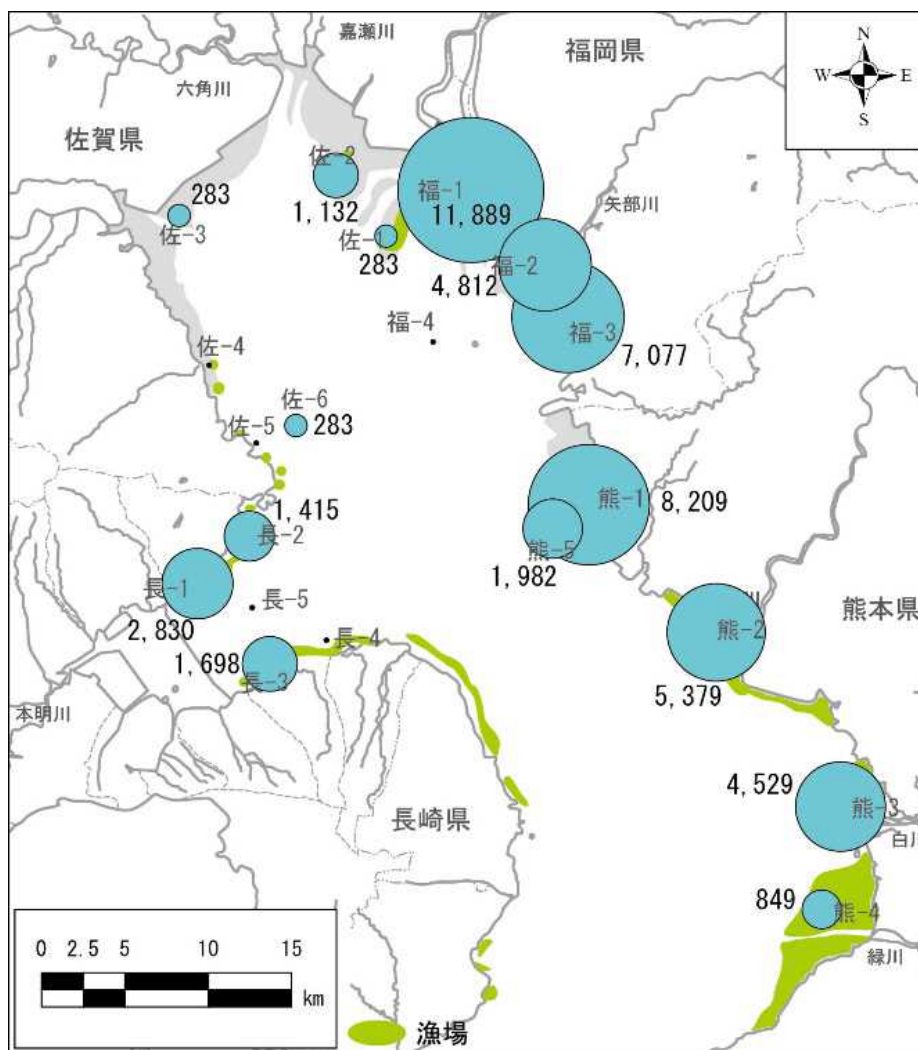 嘉瀬川
福岡県
N
W
E
S
六角川
佐賀県
佐-2
283
福-1
1,132
11,889
矢部川
佐-3
佐-1
283
福-2
4,812
福-4
福-3
7,077
佐-4
佐-6
佐-5
283
1,415
熊-1
8,209
長-2
熊-5
1,982
長-1
長-5
川
熊本県
2,830
熊-2
長-4
1,698
長-3
5,379
本明川
4,529
熊-3
長崎県
白川
849
熊-4
0 2.5 5 10 15
緑川
km
漁場